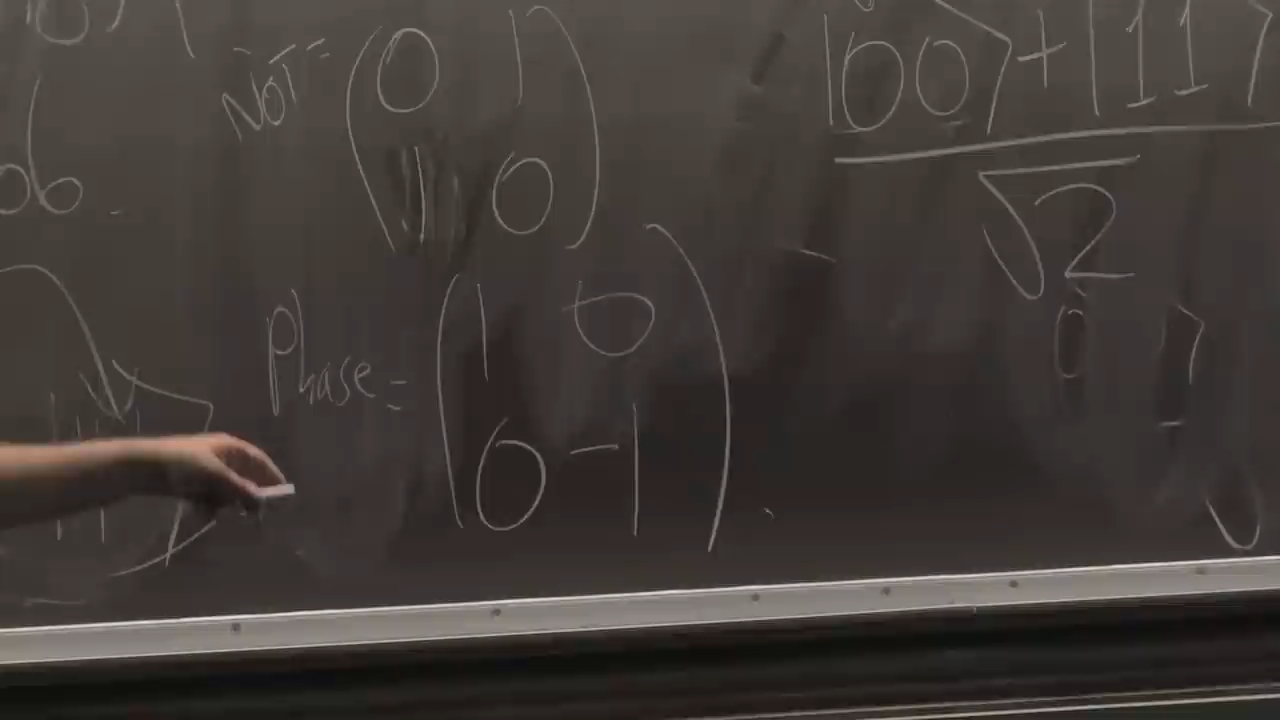 NOT = ( 0 1
1 0 )
|00⟩ + |11⟩
√2
Phase = ( 1 0
0 -1 )